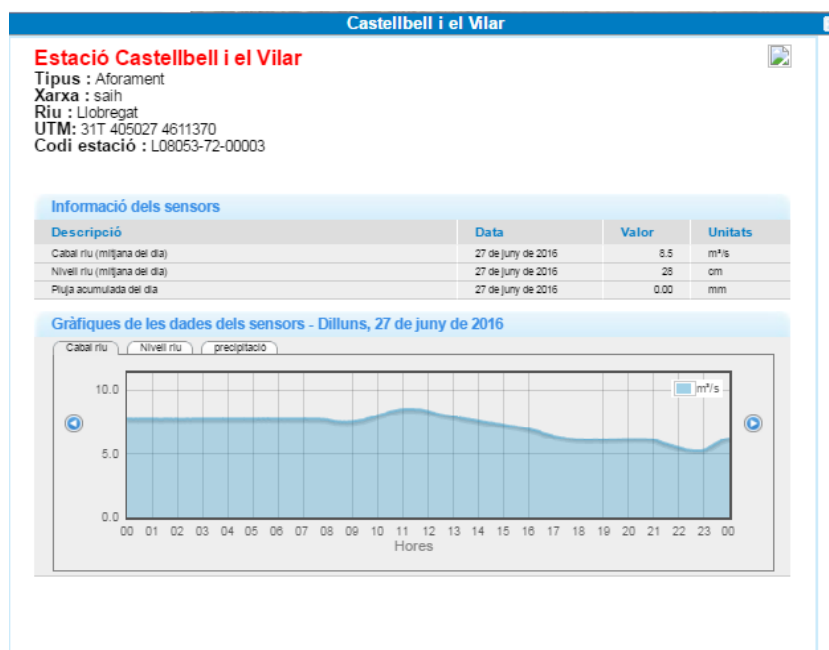 Castellbell i el Vilar
Estació Castellbell i el Vilar
Tipus : Aforament
Xarxa : saih
Riu : Llobregat
UTM: 31T 405027 4611370
Codi estació : L08053-72-00003
Informació dels sensors
Descripció Data Valor Unitats
Cabal riu (mitjana del dia) 27 de juny de 2016 8.5 m³/s
Nivell riu (mitjana del dia) 27 de juny de 2016 28 cm
Pluja acumulada del dia 27 de juny de 2016 0.00 mm
Gràfiques de les dades dels sensors - Dilluns, 27 de juny de 2016
Cabal riu Nivell riu precipitació
10.0 m³/s
5.0
0.0
00 01 02 03 04 05 06 07 08 09 10 11 12 13 14 15 16 17 18 19 20 21 22 23 00
Hores